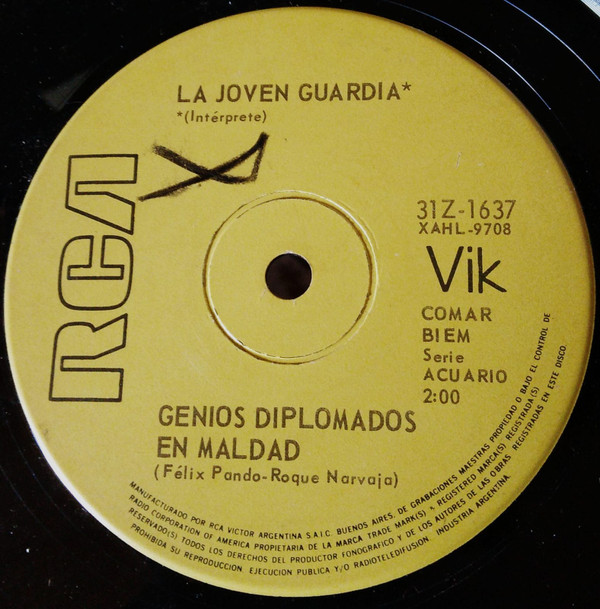 LA JOVEN GUARDIA*
*(Intérprete)
RCA
31Z-1637
XAHL-9708
Vik
COMAR
BIEM
Serie
ACUARIO
2:00
GENIOS DIPLOMADOS
EN MALDAD
(Félix Pando-Roque Narvaja)
MANUFACTURADO POR RCA VICTOR ARGENTINA S.A.I.C. BUENOS AIRES, DE GRABACIONES MAESTRAS PROPIEDAD O BAJO EL CONTROL DE
RADIO CORPORATION OF AMERICA PROPIETARIA DE LA MARCA TRADE MARK(S) ® REGISTERED MARCA(S) REGISTRADA(S)
RESERVADO(S) TODOS LOS DERECHOS DEL PRODUCTOR FONOGRAFICO Y DE LOS AUTORES DE LAS OBRAS REGISTRADAS EN ESTE DISCO.
PROHIBIDA SU REPRODUCCION, EJECUCION PUBLICA Y/O RADIOTELEDIFUSION. INDUSTRIA ARGENTINA.